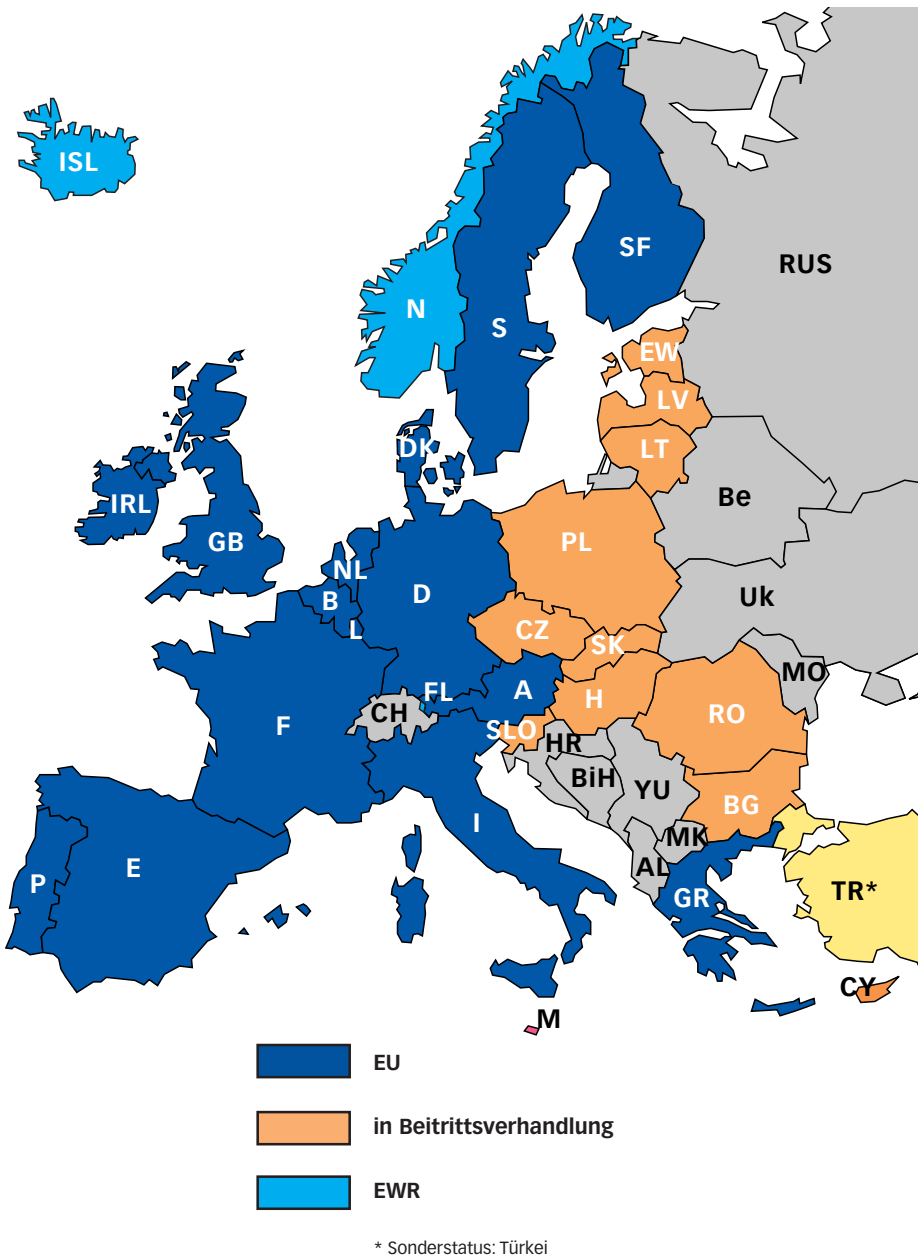 ISL
SF
RUS
N
S
EW
LV
DK
LT
IRL
Be
GB
PL
NL
D
B
Uk
L
CZ
SK
MO
FL
A
H
CH
F
SLO
RO
HR
BiH
YU
BG
I
MK
P
E
AL
TR*
GR
CY
M
EU
in Beitrittsverhandlung
EWR
* Sonderstatus: Türkei